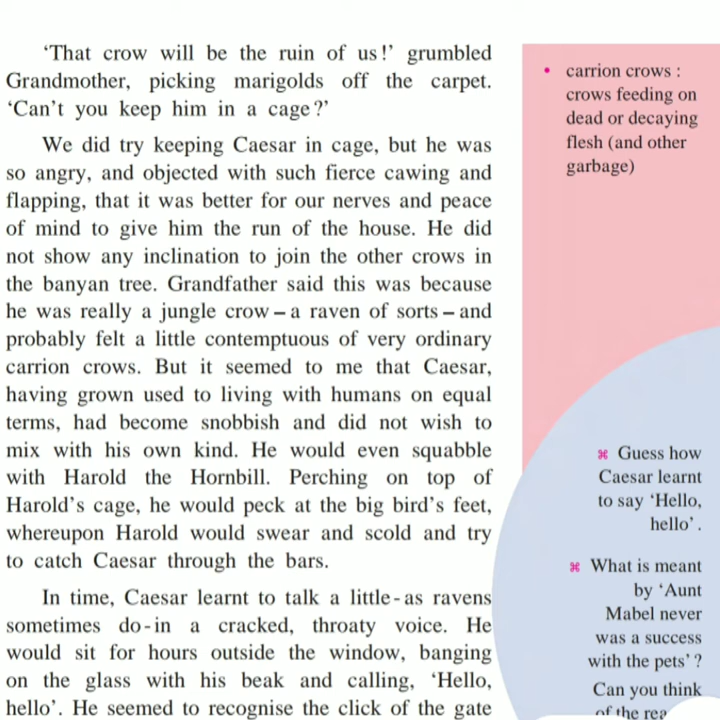 ‘That crow will be the ruin of us!’ grumbled
Grandmother, picking marigolds off the carpet.
‘Can’t you keep him in a cage?’
We did try keeping Caesar in cage, but he was
so angry, and objected with such fierce cawing and
flapping, that it was better for our nerves and peace
of mind to give him the run of the house. He did
not show any inclination to join the other crows in
the banyan tree. Grandfather said this was because
he was really a jungle crow – a raven of sorts – and
probably felt a little contemptuous of very ordinary
carrion crows. But it seemed to me that Caesar,
having grown used to living with humans on equal
terms, had become snobbish and did not wish to
mix with his own kind. He would even squabble
with Harold the Hornbill. Perching on top of
Harold’s cage, he would peck at the big bird’s feet,
whereupon Harold would swear and scold and try
to catch Caesar through the bars.
In time, Caesar learnt to talk a little-as ravens
sometimes do-in a cracked, throaty voice. He
would sit for hours outside the window, banging
on the glass with his beak and calling, ‘Hello,
hello’. He seemed to recognise the click of the gate
• carrion crows :
crows feeding on
dead or decaying
flesh (and other
garbage)
⌘ Guess how
Caesar learnt
to say ‘Hello,
hello’.
⌘ What is meant
by ‘Aunt
Mabel never
was a success
with the pets’?
Can you think
of the